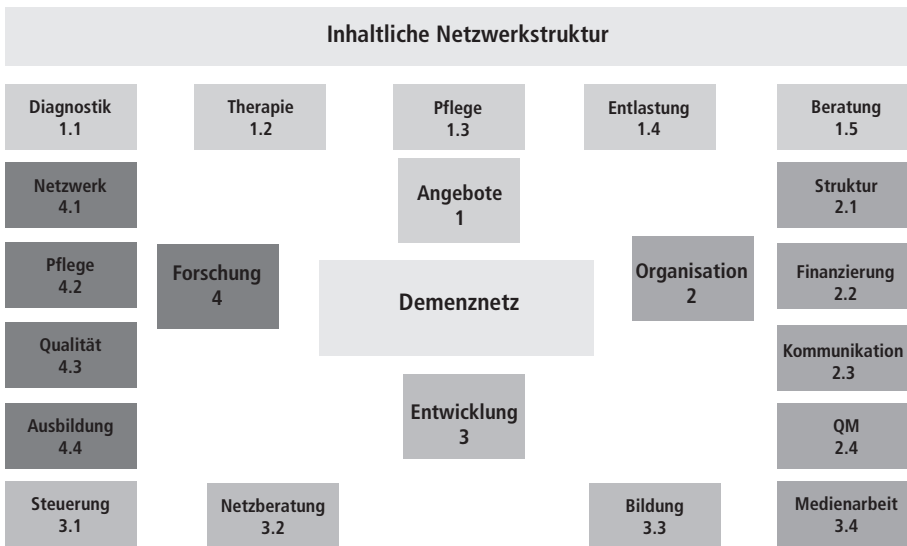 Inhaltliche Netzwerkstruktur
Diagnostik
1.1
Therapie
1.2
Pflege
1.3
Entlastung
1.4
Beratung
1.5
Netzwerk
4.1
Angebote
1
Struktur
2.1
Pflege
4.2
Forschung
4
Demenznetz
Organisation
2
Finanzierung
2.2
Qualität
4.3
Kommunikation
2.3
Entwicklung
3
Ausbildung
4.4
QM
2.4
Steuerung
3.1
Netzberatung
3.2
Bildung
3.3
Medienarbeit
3.4